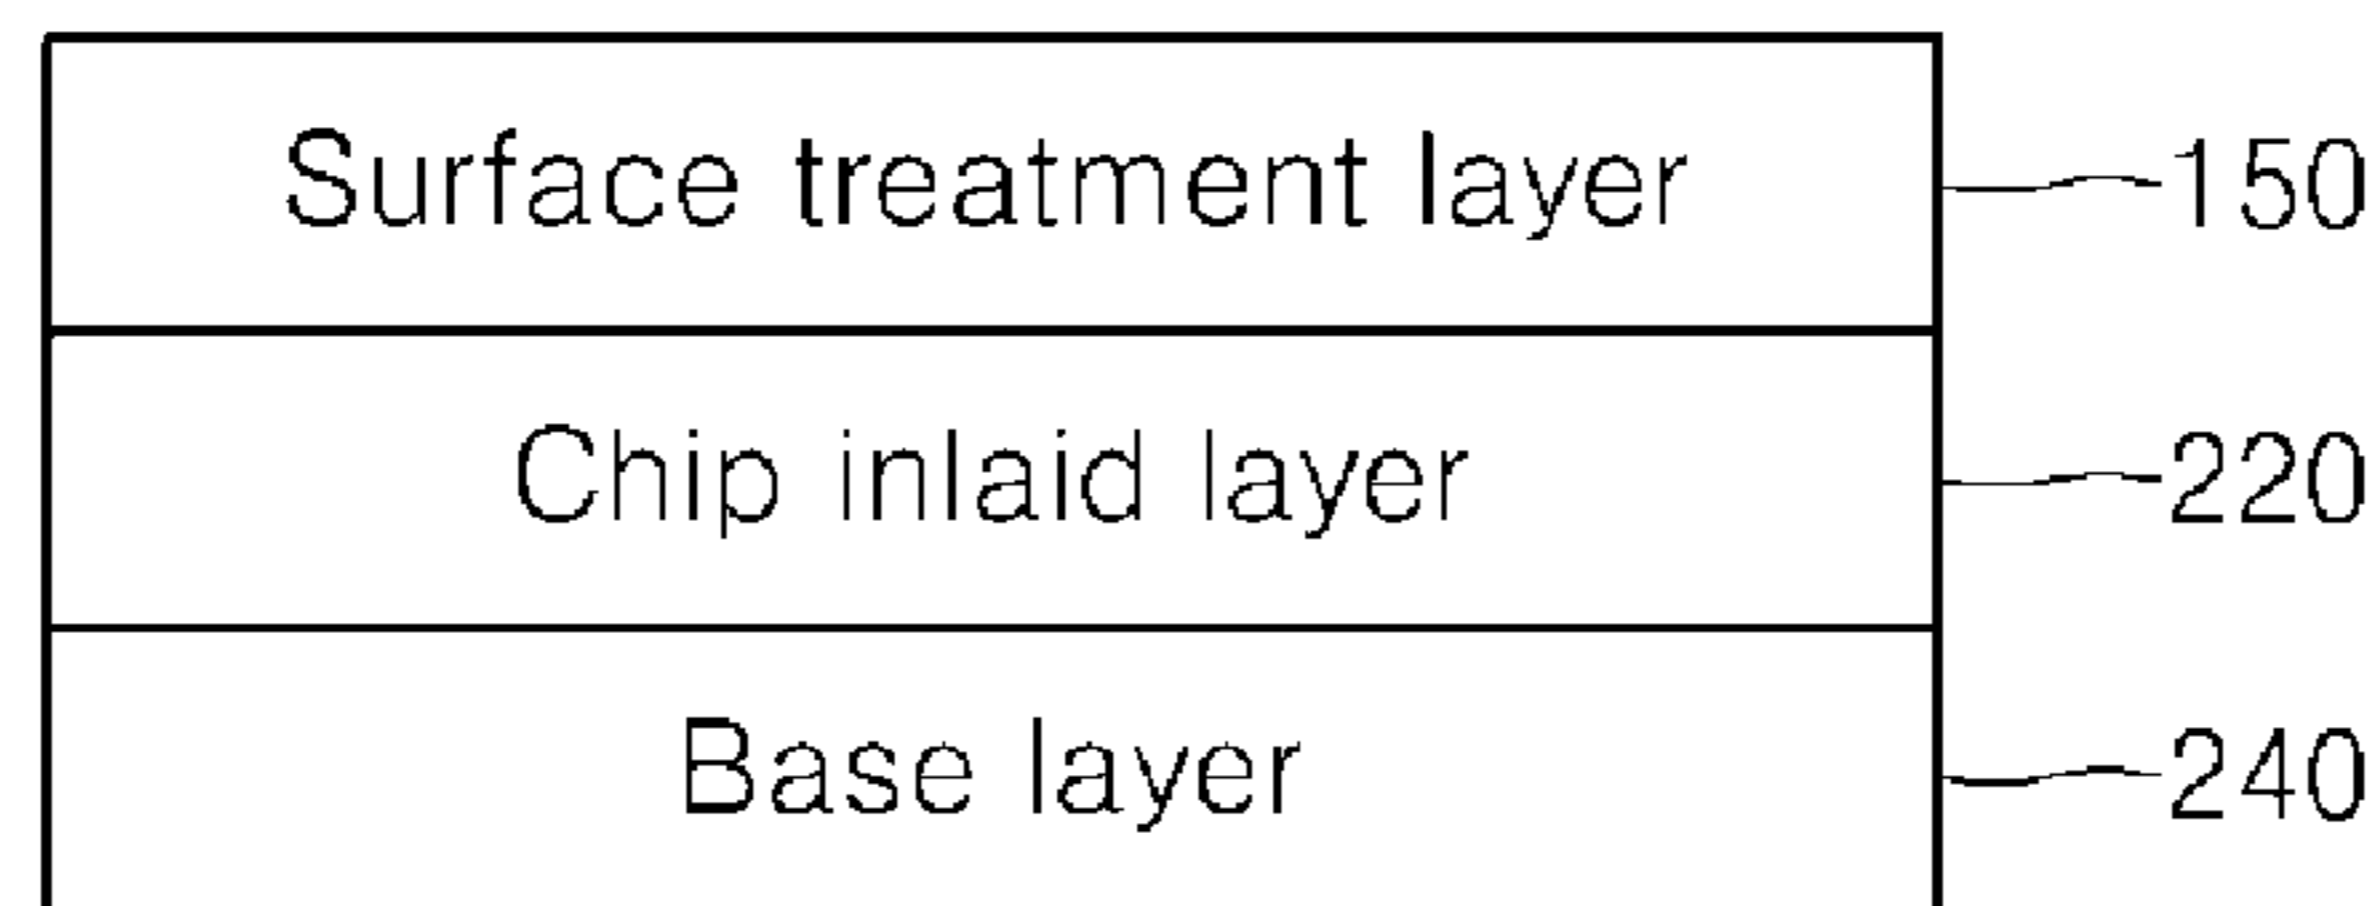 Surface treatment layer 150
Chip inlaid layer 220
Base layer 240